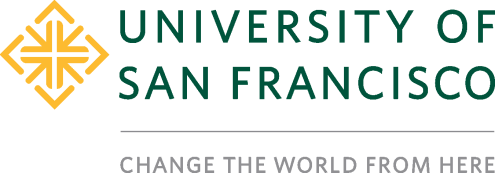 UNIVERSITY OF
SAN FRANCISCO
CHANGE THE WORLD FROM HERE